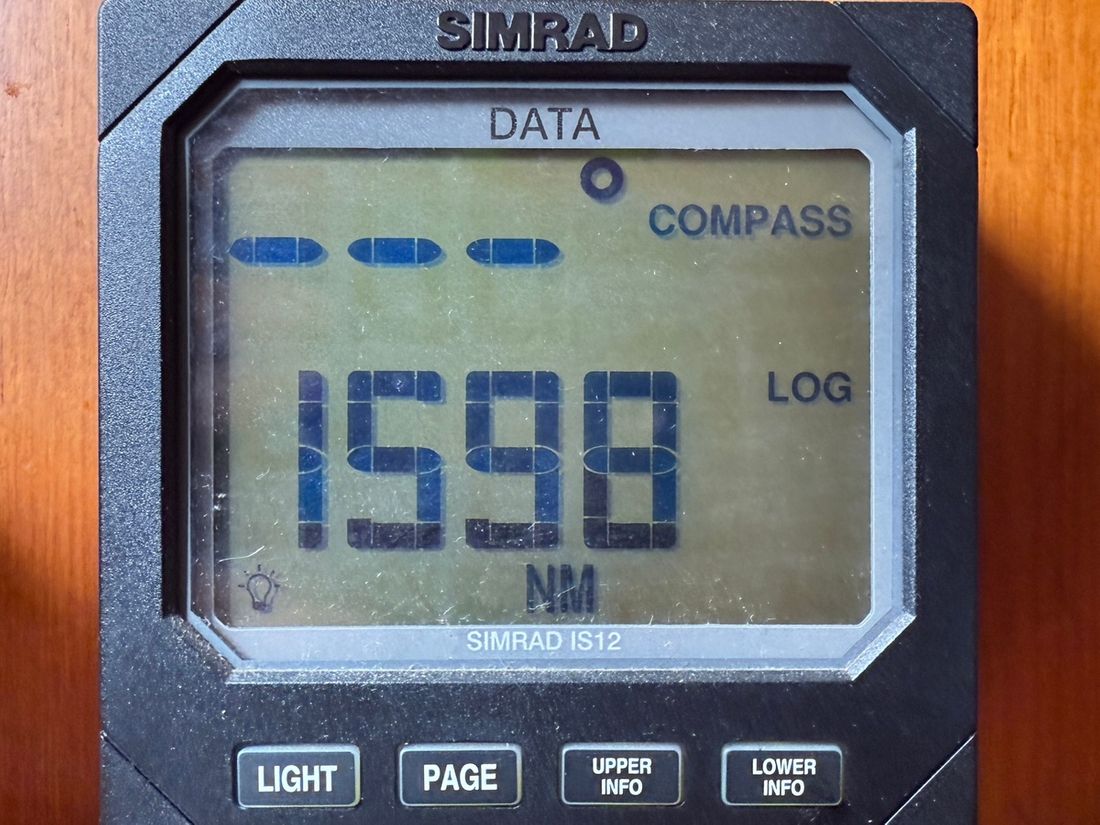 SIMRAD
DATA
°
COMPASS
---
LOG
1598
NM
SIMRAD IS12
LIGHT
PAGE
UPPER
INFO
LOWER
INFO